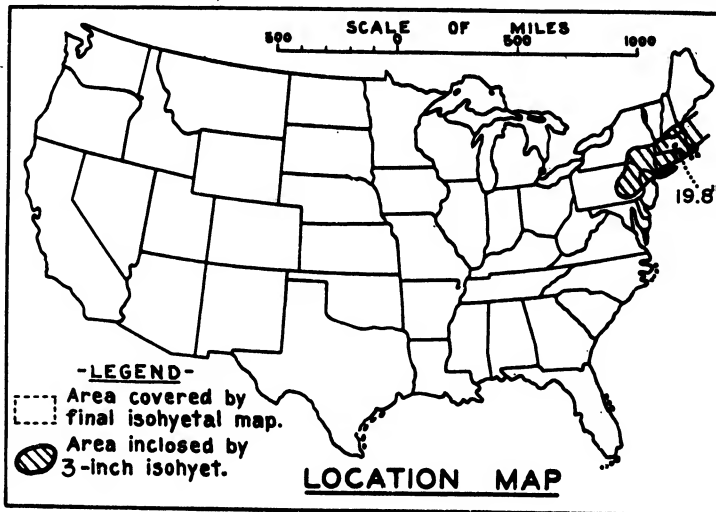 SCALE OF MILES
500 0 500 1000
19.8"
-LEGEND-
Area covered by
final isohyetal map.
Area inclosed by
3-inch isohyet.
LOCATION MAP